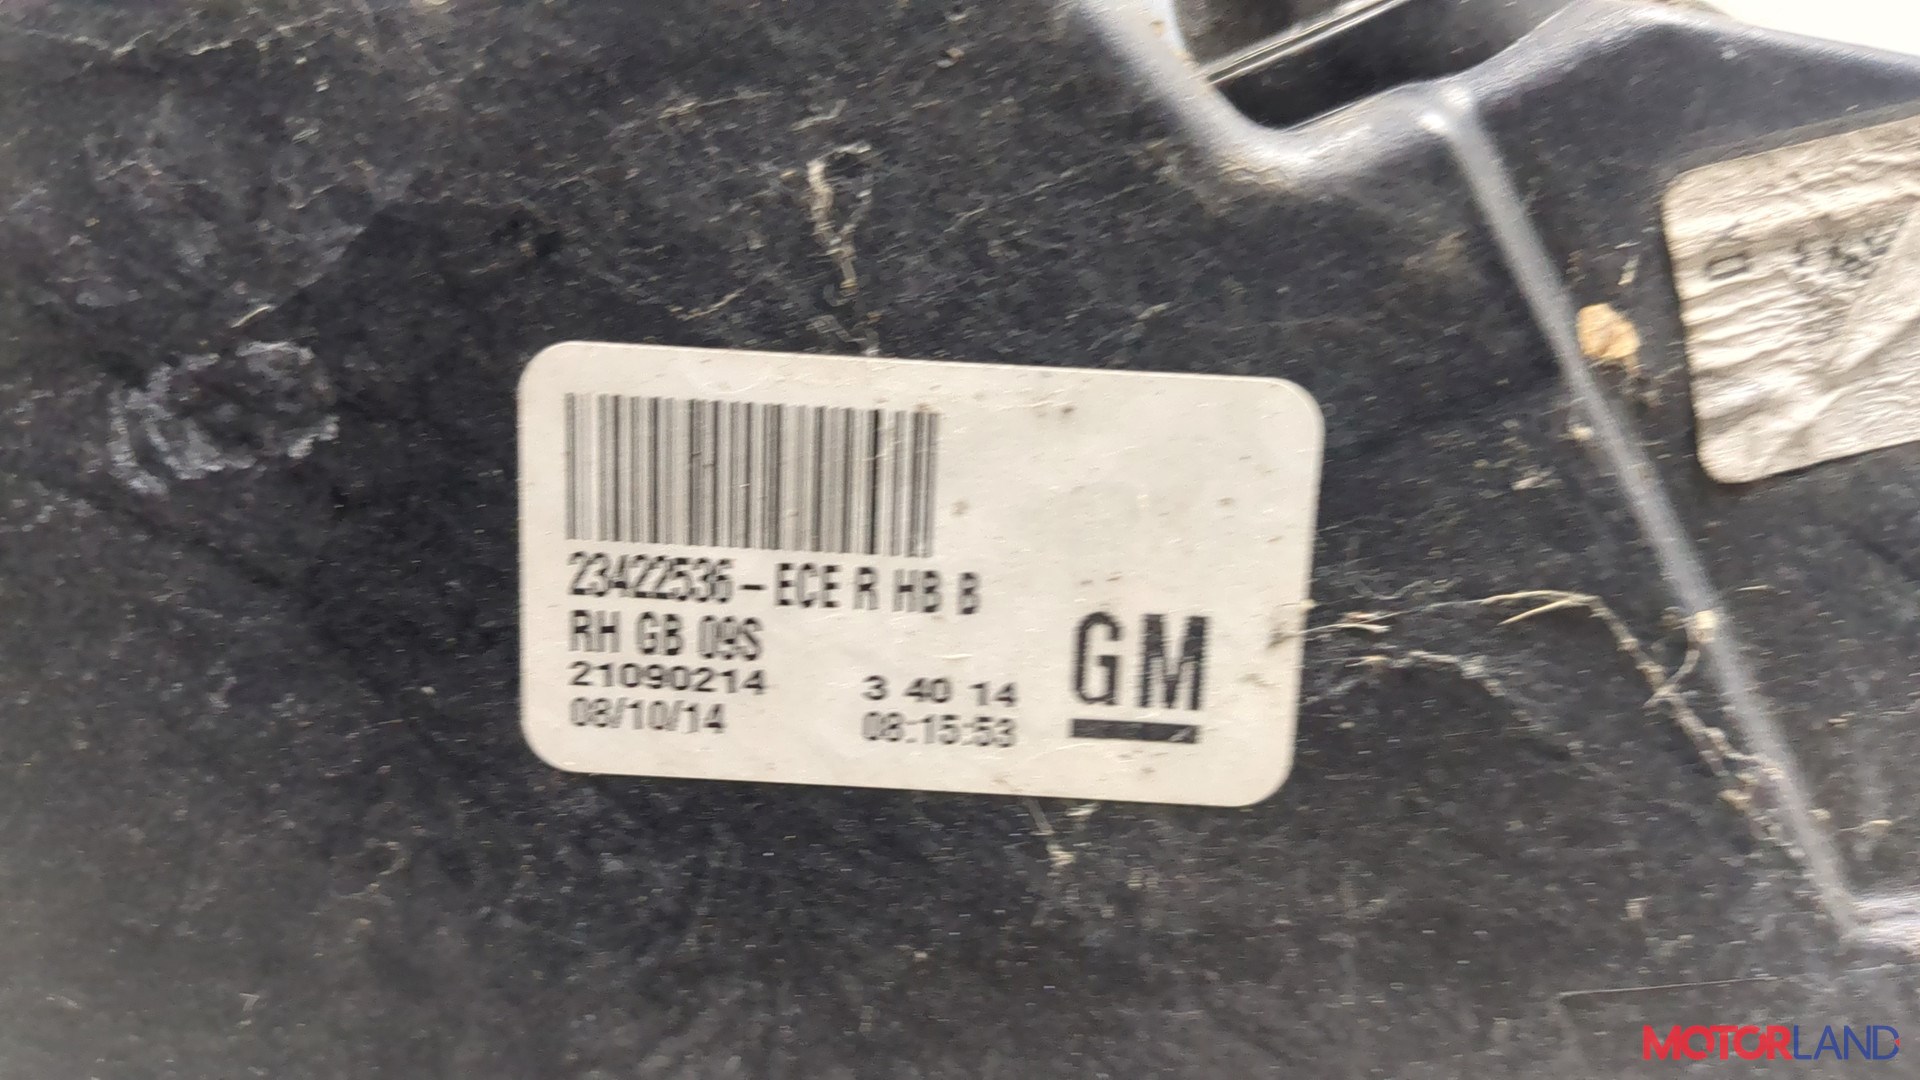 23422536-ECE R HB B
RH GB 09S
21090214 3 40 14
08/10/14 08:15:53
GM
MOTORLAND